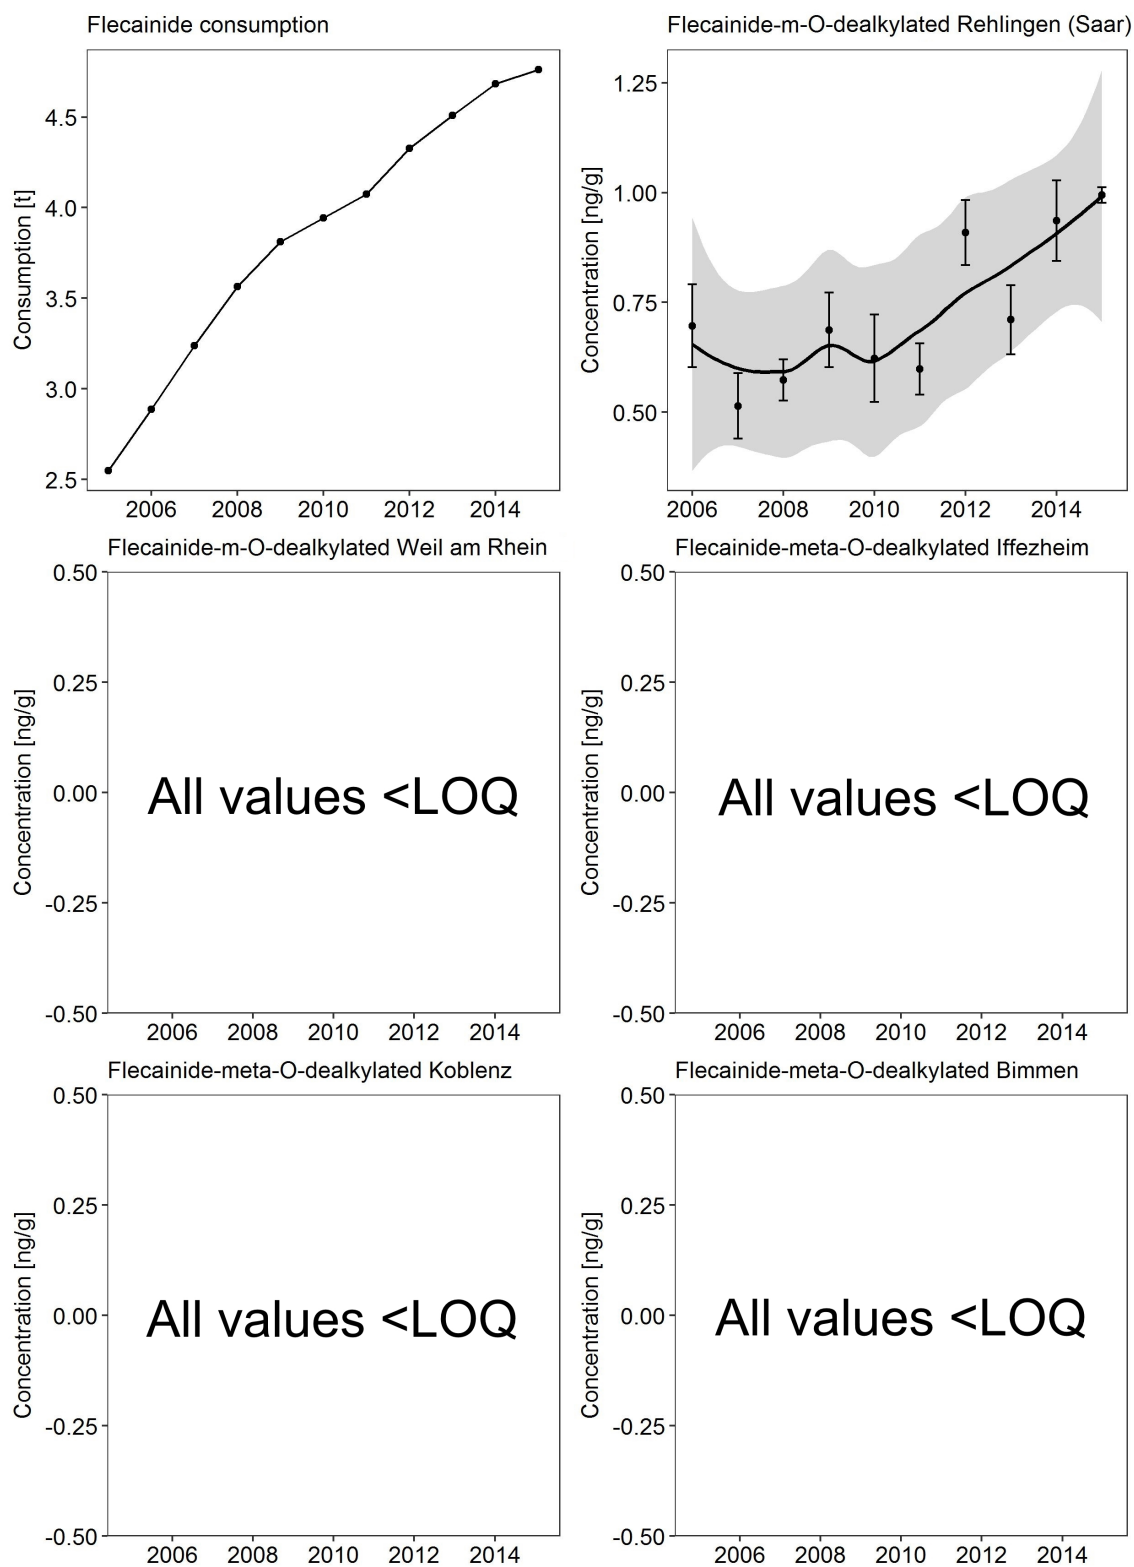 Flecainide consumption
Consumption [t]
4.5
4.0
3.5
3.0
2.5
2006 2008 2010 2012 2014
Flecainide-m-O-dealkylated Rehlingen (Saar)
Concentration [ng/g]
1.25
1.00
0.75
0.50
2006 2008 2010 2012 2014
Flecainide-m-O-dealkylated Weil am Rhein
Concentration [ng/g]
0.50
0.25
0.00
-0.25
-0.50
All values <LOQ
2006 2008 2010 2012 2014
Flecainide-meta-O-dealkylated Iffezheim
Concentration [ng/g]
0.50
0.25
0.00
-0.25
-0.50
All values <LOQ
2006 2008 2010 2012 2014
Flecainide-meta-O-dealkylated Koblenz
Concentration [ng/g]
0.50
0.25
0.00
-0.25
-0.50
All values <LOQ
2006 2008 2010 2012 2014
Flecainide-meta-O-dealkylated Bimmen
Concentration [ng/g]
0.50
0.25
0.00
-0.25
-0.50
All values <LOQ
2006 2008 2010 2012 2014